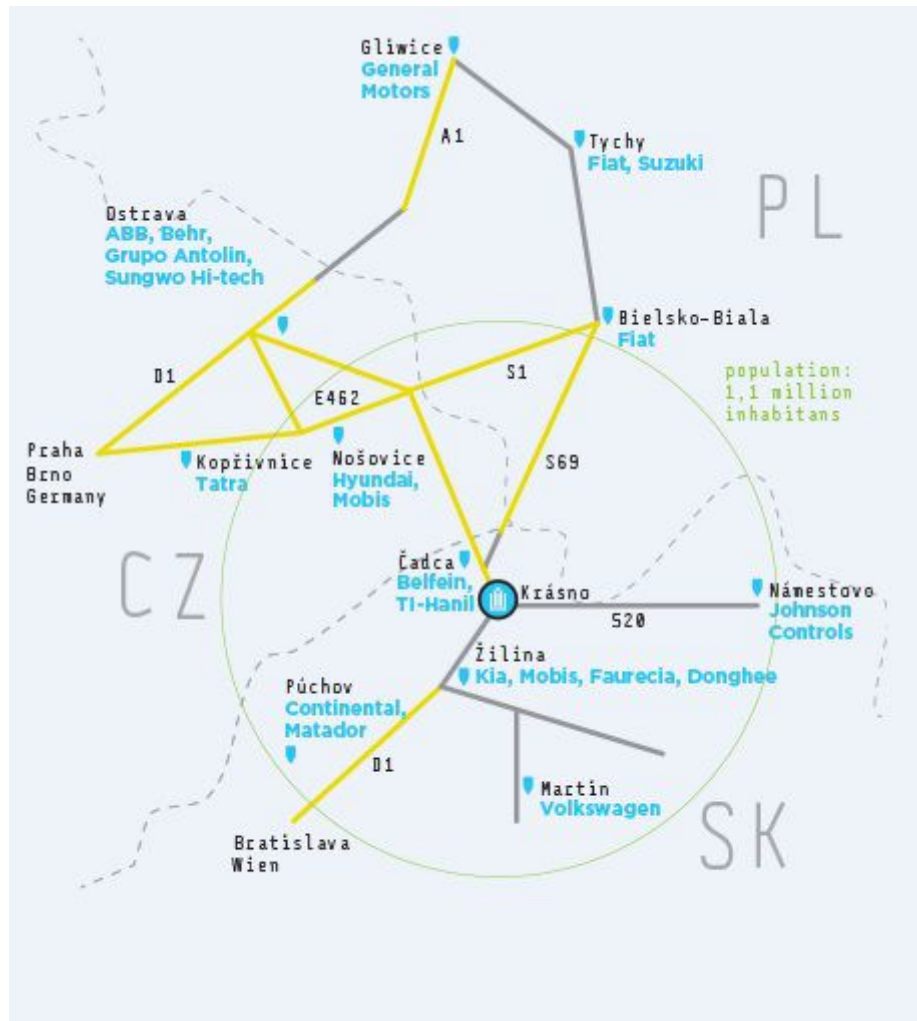 Gliwice
General
Motors
A1
Tychy
Fiat, Suzuki
PL
Ostrava
ABB, Behr,
Grupo Antolin,
Sungwo Hi-tech
Bielsko-Biala
Fiat
D1
S1
population:
1,1 million
inhabitans
E462
Praha
Brno
Germany
Kopřivnice
Tatra
Nošovice
Hyundai,
Mobis
S69
CZ
Čadca
Belfein,
TI-Hanil
Krásno
S20
Námestovo
Johnson
Controls
Žilina
Kia, Mobis, Faurecia, Donghee
Púchov
Continental,
Matador
D1
Martin
Volkswagen
SK
Bratislava
Wien